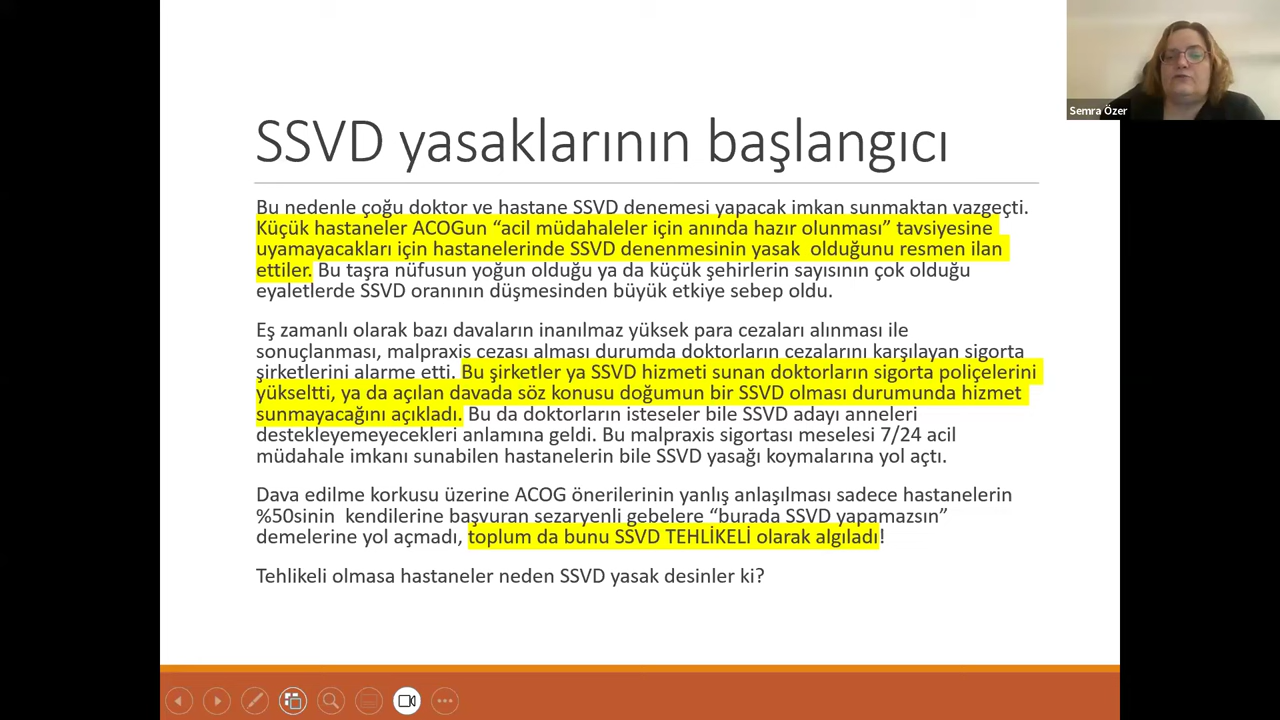 Semra Özer
SSVD yasaklarının başlangıcı
Bu nedenle çoğu doktor ve hastane SSVD denemesi yapacak imkan sunmaktan vazgeçti.
Küçük hastaneler ACOGun “acil müdahaleler için anında hazır olunması” tavsiyesine
uyamayacakları için hastanelerinde SSVD denenmesinin yasak olduğunu resmen ilan
ettiler. Bu taşra nüfusun yoğun olduğu ya da küçük şehirlerin sayısının çok olduğu
eyaletlerde SSVD oranının düşmesinden büyük etkiye sebep oldu.
Eş zamanlı olarak bazı davaların inanılmaz yüksek para cezaları alınması ile
sonuçlanması, malpraxis cezası alması durumda doktorların cezalarını karşılayan sigorta
şirketlerini alarme etti. Bu şirketler ya SSVD hizmeti sunan doktorların sigorta poliçelerini
yükseltti, ya da açılan davada söz konusu doğumun bir SSVD olması durumunda hizmet
sunmayacağını açıkladı. Bu da doktorların isteseler bile SSVD adayı anneleri
destekleyemeyecekleri anlamına geldi. Bu malpraxis sigortası meselesi 7/24 acil
müdahale imkanı sunabilen hastanelerin bile SSVD yasağı koymalarına yol açtı.
Dava edilme korkusu üzerine ACOG önerilerinin yanlış anlaşılması sadece hastanelerin
%50sinin kendilerine başvuran sezaryenli gebelere “burada SSVD yapamazsın”
demelerine yol açmadı, toplum da bunu SSVD TEHLİKELİ olarak algıladı!
Tehlikeli olmasa hastaneler neden SSVD yasak desinler ki?